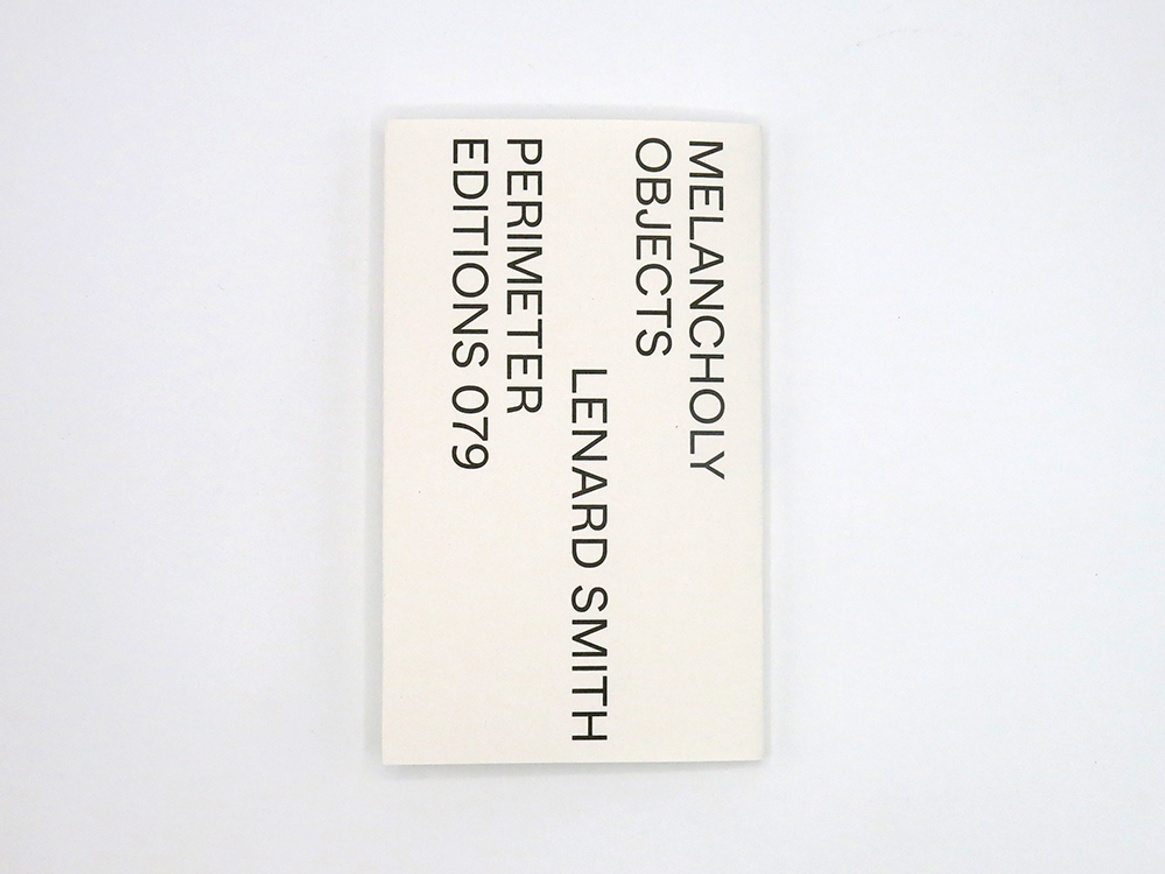 MELANCHOLY
OBJECTS
LENARD SMITH
PERIMETER
EDITIONS 079